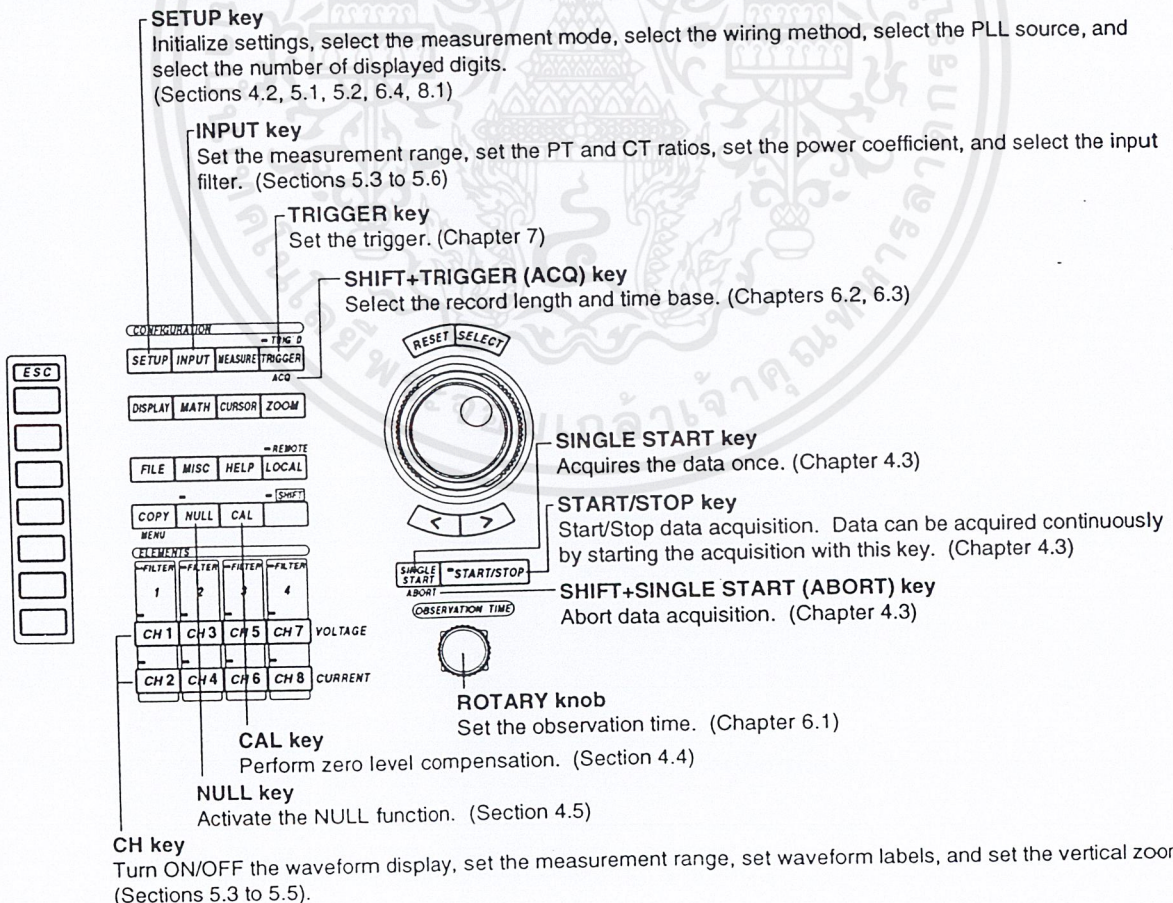 SETUP key
Initialize settings, select the measurement mode, select the wiring method, select the PLL source, and
select the number of displayed digits.
(Sections 4.2, 5.1, 5.2, 6.4, 8.1)
INPUT key
Set the measurement range, set the PT and CT ratios, set the power coefficient, and select the input
filter. (Sections 5.3 to 5.6)
TRIGGER key
Set the trigger. (Chapter 7)
SHIFT+TRIGGER (ACQ) key
Select the record length and time base. (Chapters 6.2, 6.3)
CONFIGURATION
TRIG D
SETUP INPUT MEASURE TRIGGER
ACQ
RESET SELECT
ESC
DISPLAY MATH CURSOR ZOOM
REMOTE
FILE MISC HELP LOCAL
SHIFT
COPY NULL CAL
MENU
ELEMENTS
FILTER FILTER FILTER FILTER
1 2 3 4
CH 1 CH 3 CH 5 CH 7 VOLTAGE
CH 2 CH 4 CH 6 CH 8 CURRENT
< >
SINGLE START START/STOP
ABORT
OBSERVATION TIME
SINGLE START key
Acquires the data once. (Chapter 4.3)
START/STOP key
Start/Stop data acquisition. Data can be acquired continuously
by starting the acquisition with this key. (Chapter 4.3)
SHIFT+SINGLE START (ABORT) key
Abort data acquisition. (Chapter 4.3)
ROTARY knob
Set the observation time. (Chapter 6.1)
CAL key
Perform zero level compensation. (Section 4.4)
NULL key
Activate the NULL function. (Section 4.5)
CH key
Turn ON/OFF the waveform display, set the measurement range, set waveform labels, and set the vertical zoor
(Sections 5.3 to 5.5).